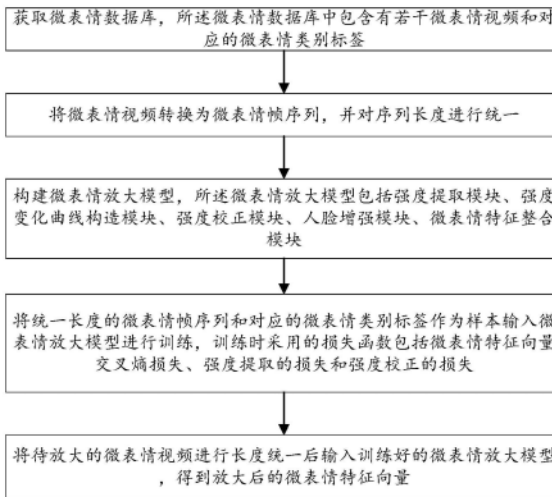 获取微表情数据库，所述微表情数据库中包含有若干微表情视频和对
应的微表情类别标签
将微表情视频转换为微表情帧序列，并对序列长度进行统一
构建微表情放大模型，所述微表情放大模型包括强度提取模块、强度
变化曲线构造模块、强度校正模块、人脸增强模块、微表情特征整合
模块
将统一长度的微表情帧序列和对应的微表情类别标签作为样本输入微
表情放大模型进行训练，训练时采用的损失函数包括微表情特征向量
交叉熵损失、强度提取的损失和强度校正的损失
将待放大的微表情视频进行长度统一后输入训练好的微表情放大模型
，得到放大后的微表情特征向量